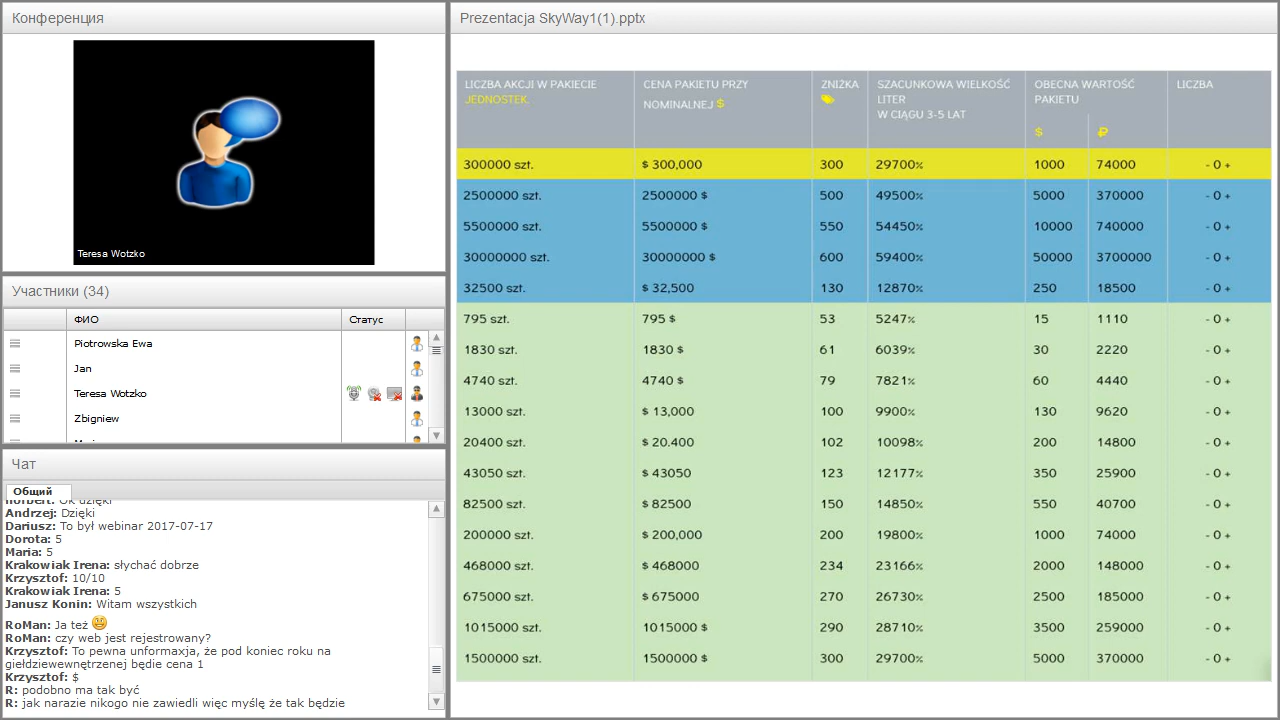 Конференция
Teresa Wotzko
Участники (34)
ФИО Статус
Piotrowska Ewa
Jan
Teresa Wotzko
Zbigniew
Чат
Общий
norbert: Ok dzięki
Andrzej: Dzięki
Dariusz: To był webinar 2017-07-17
Dorota: 5
Maria: 5
Krakowiak Irena: słychać dobrze
Krzysztof: 10/10
Krakowiak Irena: 5
Janusz Konin: Witam wszystkich
RoMan: Ja też
RoMan: czy web jest rejestrowany?
Krzysztof: To pewna unformaxja, że pod koniec roku na
giełdziewewnętrzenej będie cena 1
Krzysztof: $
R: podobno ma tak być
R: jak narazie nikogo nie zawiedli więc myślę że tak będzie
Prezentacja SkyWay1(1).pptx
LICZBA AKCJI W PAKIECIE
JEDNOSTEK.
CENA PAKIETU PRZY
NOMINALNEJ $
ZNIŻKA
SZACUNKOWA WIELKOŚĆ
LITER
W CIĄGU 3-5 LAT
OBECNA WARTOŚĆ
PAKIETU
$ ₽
LICZBA
300000 szt. $ 300,000 300 29700% 1000 74000 - 0 +
2500000 szt. 2500000 $ 500 49500% 5000 370000 - 0 +
5500000 szt. 5500000 $ 550 54450% 10000 740000 - 0 +
30000000 szt. 30000000 $ 600 59400% 50000 3700000 - 0 +
32500 szt. $ 32,500 130 12870% 250 18500 - 0 +
795 szt. 795 $ 53 5247% 15 1110 - 0 +
1830 szt. 1830 $ 61 6039% 30 2220 - 0 +
4740 szt. 4740 $ 79 7821% 60 4440 - 0 +
13000 szt. $ 13,000 100 9900% 130 9620 - 0 +
20400 szt. $ 20.400 102 10098% 200 14800 - 0 +
43050 szt. $ 43050 123 12177% 350 25900 - 0 +
82500 szt. $ 82500 150 14850% 550 40700 - 0 +
200000 szt. $ 200,000 200 19800% 1000 74000 - 0 +
468000 szt. $ 468000 234 23166% 2000 148000 - 0 +
675000 szt. $ 675000 270 26730% 2500 185000 - 0 +
1015000 szt. 1015000 $ 290 28710% 3500 259000 - 0 +
1500000 szt. 1500000 $ 300 29700% 5000 370000 - 0 +